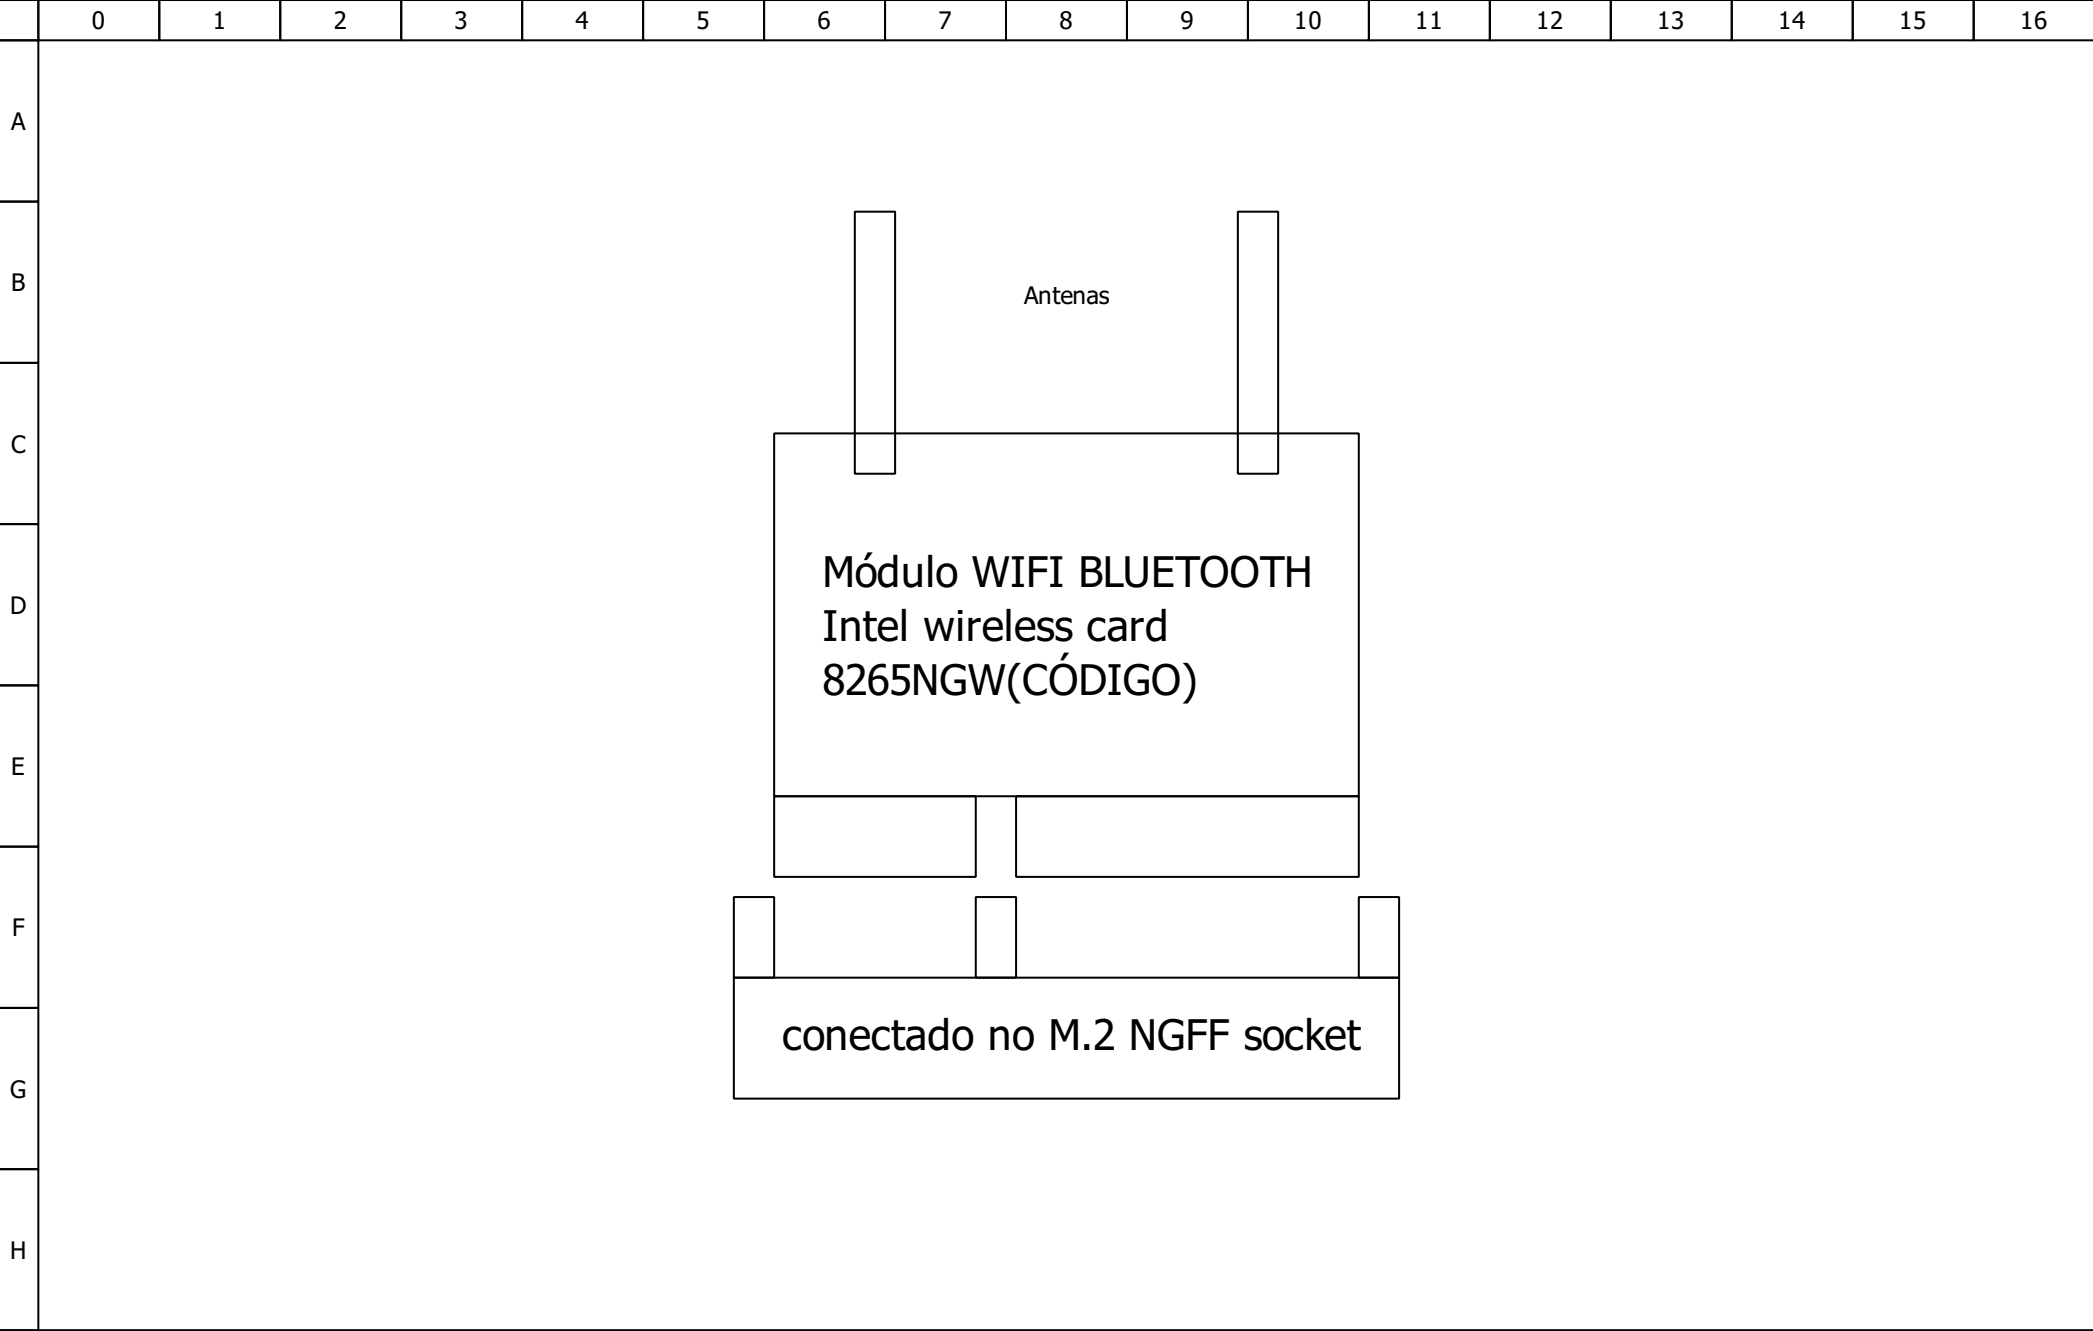 0 1 2 3 4 5 6 7 8 9 10 11 12 13 14 15 16
A
B
Antenas
C
Módulo WIFI BLUETOOTH
D
Intel wireless card
8265NGW(CÓDIGO)
E
F
conectado no M.2 NGFF socket
G
H